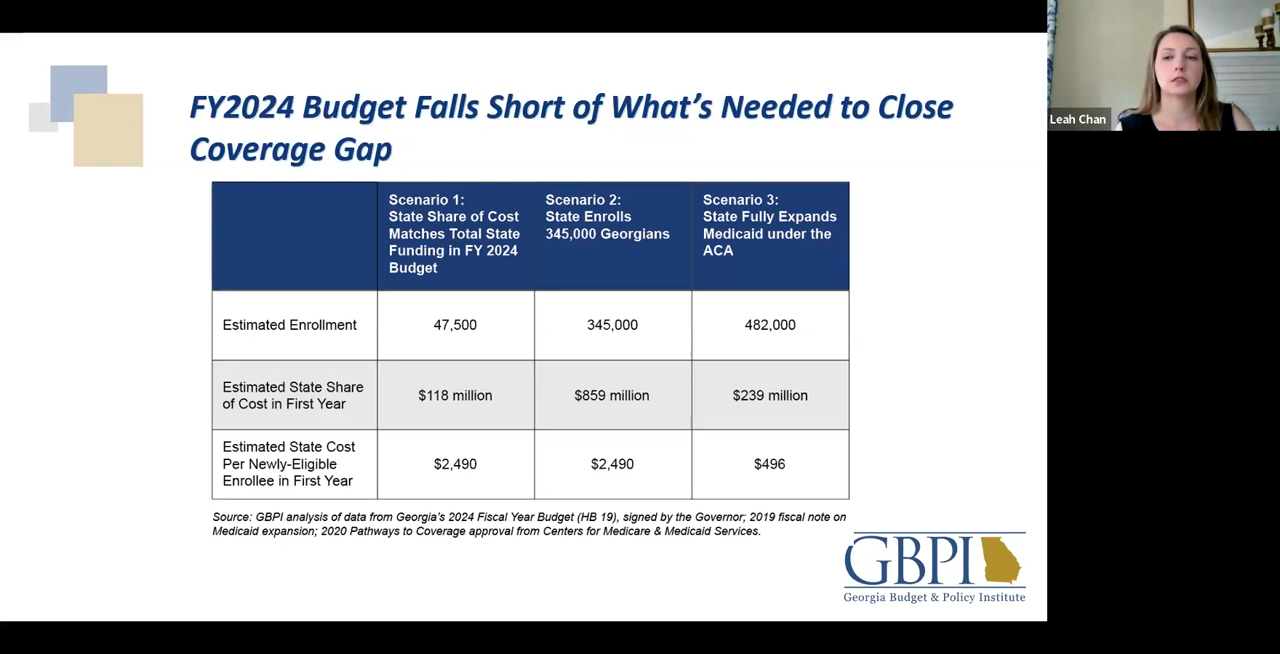 FY2024 Budget Falls Short of What's Needed to Close
Coverage Gap
Leah Chan
Scenario 1:
State Share of Cost
Matches Total State
Funding in FY 2024
Budget
Scenario 2:
State Enrolls
345,000 Georgians
Scenario 3:
State Fully Expands
Medicaid under the
ACA
Estimated Enrollment
47,500
345,000
482,000
Estimated State Share
of Cost in First Year
$118 million
$859 million
$239 million
Estimated State Cost
Per Newly-Eligible
Enrollee in First Year
$2,490
$2,490
$496
Source: GBPI analysis of data from Georgia's 2024 Fiscal Year Budget (HB 19), signed by the Governor; 2019 fiscal note on
Medicaid expansion; 2020 Pathways to Coverage approval from Centers for Medicare & Medicaid Services.
GBPI
Georgia Budget & Policy Institute